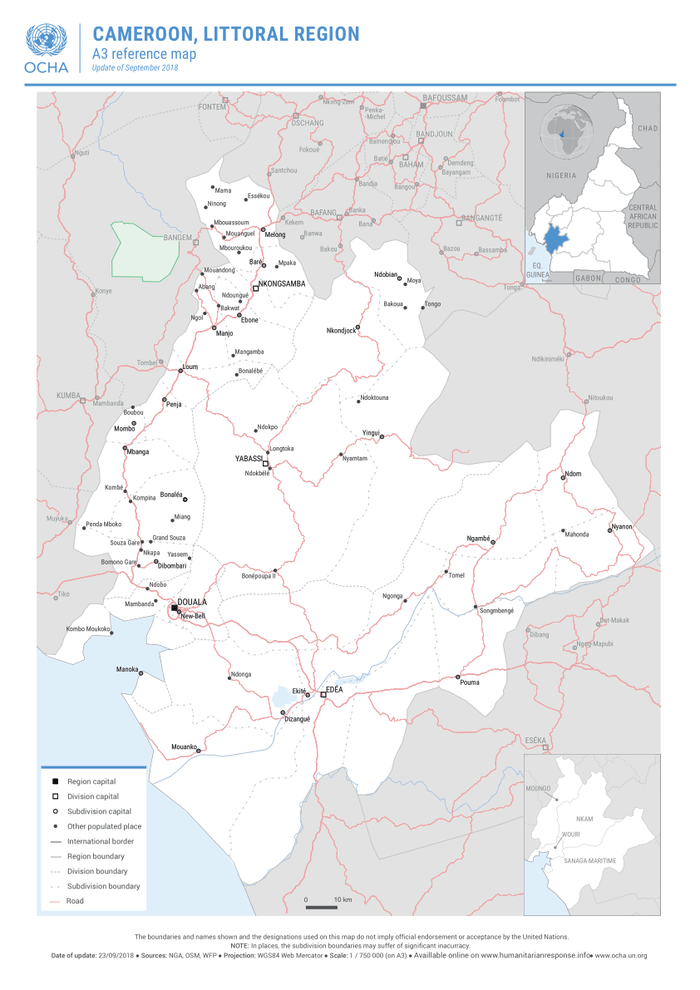 OCHA
CAMEROON, LITTORAL REGION
A3 reference map
Update of September 2018
FONTEM
Nkong-Zem
BAFOUSSAM
Foumbot
Penka-
Michel
DSCHANG
CHAD
Bamendjou
BANDJOUN
Fokoué
Nguti
Batié
BAHAM
Demdeng
Bayangam
Santchou
NIGERIA
Bandja
Bangou
Mama
Essékou
Ninong
BAFANG
Banka
CENTRAL
AFRICAN
REPUBLIC
Kekem
Bana
BANGANGTÉ
Mbouassoum
Mouanguel
Melong
Banwa
BANGEM
Mbouroukou
Bakou
Bazou
Bassamba
Baré
Mpaka
EQ.
GUINEA
Mouandong
Ndobian
Moya
GABON
CONGO
NKONGSAMBA
Abang
Tonga
Konye
Ndoungué
Bakwat
Bakoua
Tongo
Ngol
Ebone
Manjo
Nkondjock
Mangamba
Tombel
Loum
Ndikiniméki
Bonalébé
KUMBA
Mambanda
Penja
Ndoktouna
Nitoukou
Boubou
Mombo
Ndokpo
Yingui
Mbanga
Longtoka
YABASSI
Nyamtam
Ndokbélé
Ndom
Kombé
Kompina
Bonaléa
Muyuka
Miang
Penda Mboko
Nyanon
Mahonda
Souza Gare
Grand Souza
Ngambé
Nkapa
Yassem
Bomono Gare
Dibombari
Bonépoupa II
Tomel
Ndobo
Tiko
Mambanda
DOUALA
Ngonga
Songmbengé
New-Bell
Bot-Makak
Kombo Moukoko
Dibang
Ngog-Mapubi
Manoka
Ndonga
Pouma
Ekité
EDÉA
Dizangué
ESÉKA
Mouanko
Region capital
Division capital
Subdivision capital
Other populated place
International border
Region boundary
Division boundary
Subdivision boundary
Road
MOUNGO
NKAM
WOURI
SANAGA-MARITIME
0 10 km
The boundaries and names shown and the designations used on this map do not imply official endorsement or acceptance by the United Nations.
NOTE: In places, the subdivision boundaries may suffer of significant inacurracy.
Date of update: 23/09/2018 ● Sources: NGA, OSM, WFP ● Projection: WGS84 Web Mercator ● Scale: 1 / 750 000 (on A3) ● Availlable online on www.humanitarianresponse.info● www.ocha.un.org